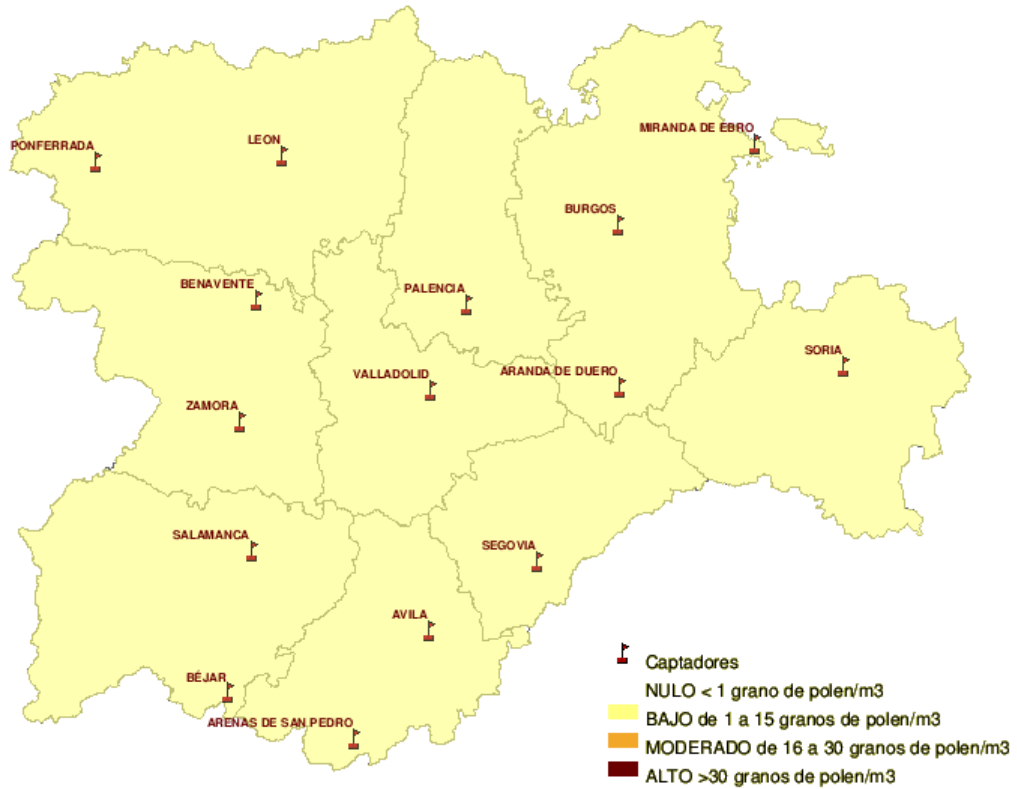 MIRANDA DE EBRO
PONFERRADA
LEON
BURGOS
BENAVENTE
PALENCIA
SORIA
VALLADOLID
ARANDA DE DUERO
ZAMORA
SALAMANCA
SEGOVIA
AVILA
BÉJAR
ARENAS DE SAN PEDRO
Captadores
NULO < 1 grano de polen/m3
BAJO de 1 a 15 granos de polen/m3
MODERADO de 16 a 30 granos de polen/m3
ALTO >30 granos de polen/m3